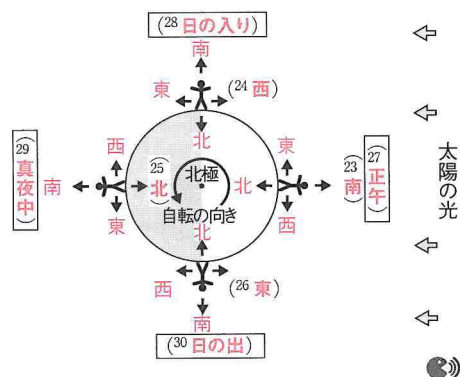 (28 日の入り)
南
東 (24 西)
北
(29 真夜中)
南
西
東
(25 北)
北極
自転の向き
北
東
西
(23 南)
(27 正午)
北
西 (26 東)
南
(30 日の出)
太陽の光